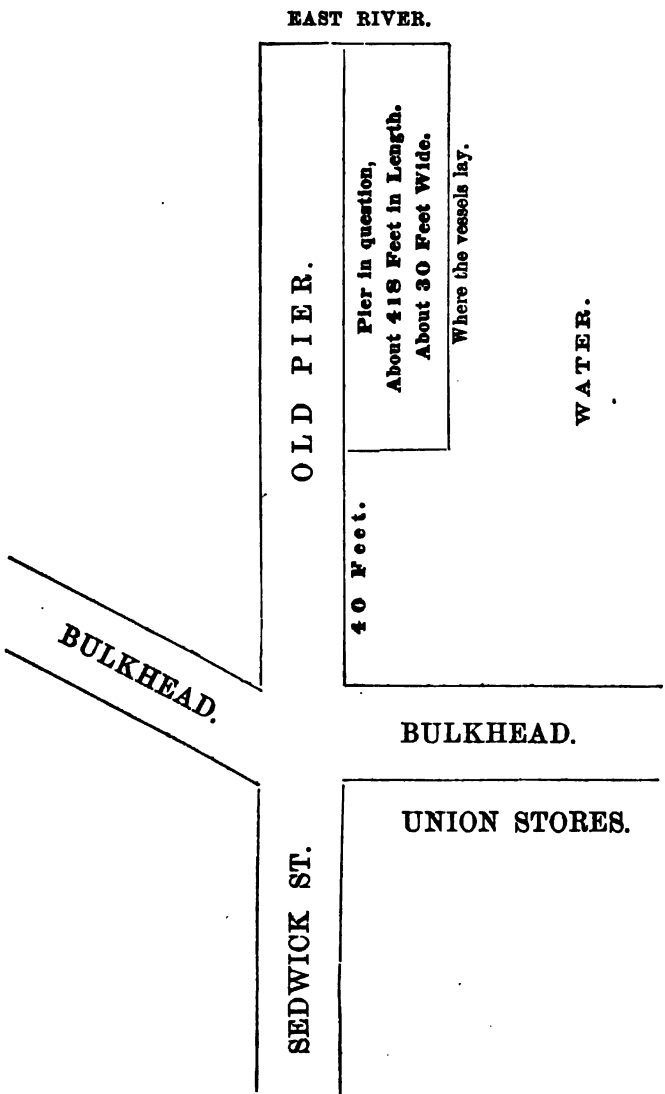 EAST RIVER.
OLD PIER.
Pier in question,
About 418 Feet in Length.
About 30 Feet Wide.
Where the vessels lay.
WATER.
40 Feet.
BULKHEAD.
BULKHEAD.
UNION STORES.
SEDWICK ST.